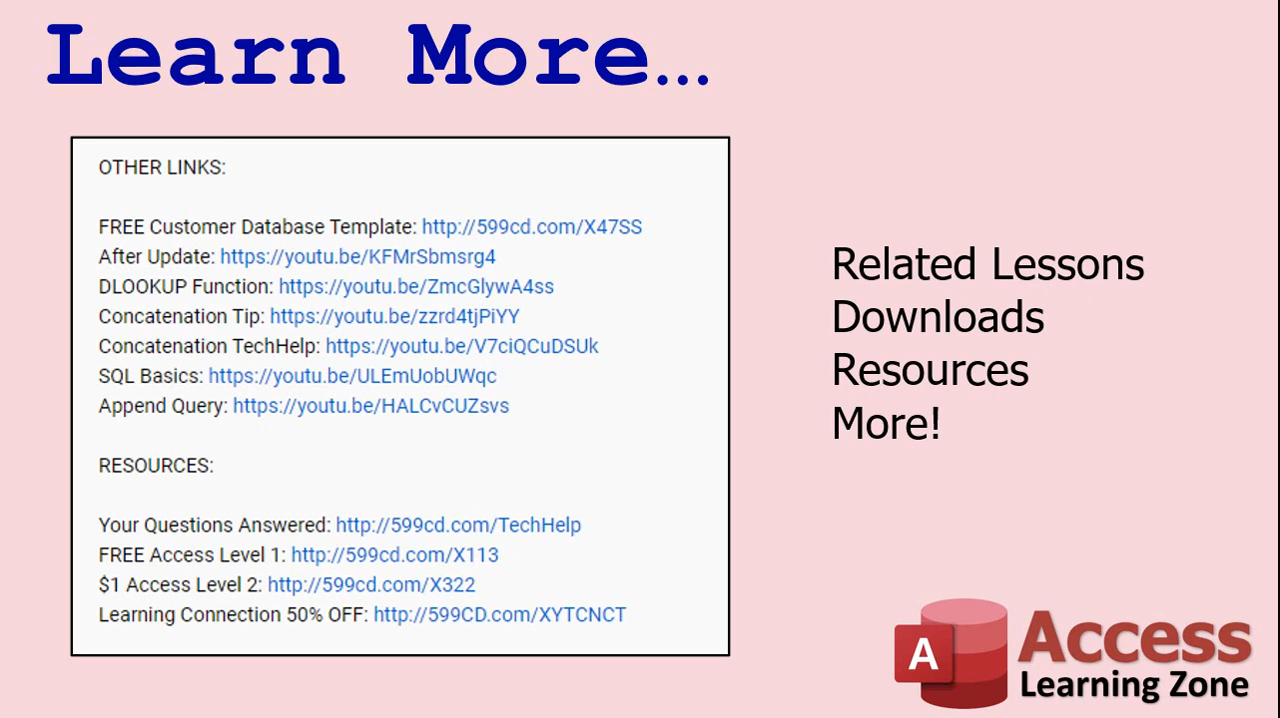 Learn More...
OTHER LINKS:
FREE Customer Database Template: http://599cd.com/X47SS
After Update: https://youtu.be/KFMrSbmsrg4
DLOOKUP Function: https://youtu.be/ZmcGlywA4ss
Concatenation Tip: https://youtu.be/zzrd4tjPiYY
Concatenation TechHelp: https://youtu.be/V7ciQCuDSUk
SQL Basics: https://youtu.be/ULEmUobUWqc
Append Query: https://youtu.be/HALCvCUZsvs
RESOURCES:
Your Questions Answered: http://599cd.com/TechHelp
FREE Access Level 1: http://599cd.com/X113
$1 Access Level 2: http://599cd.com/X322
Learning Connection 50% OFF: http://599CD.com/XYTCNCT
Related Lessons
Downloads
Resources
More!
A
Access
Learning Zone